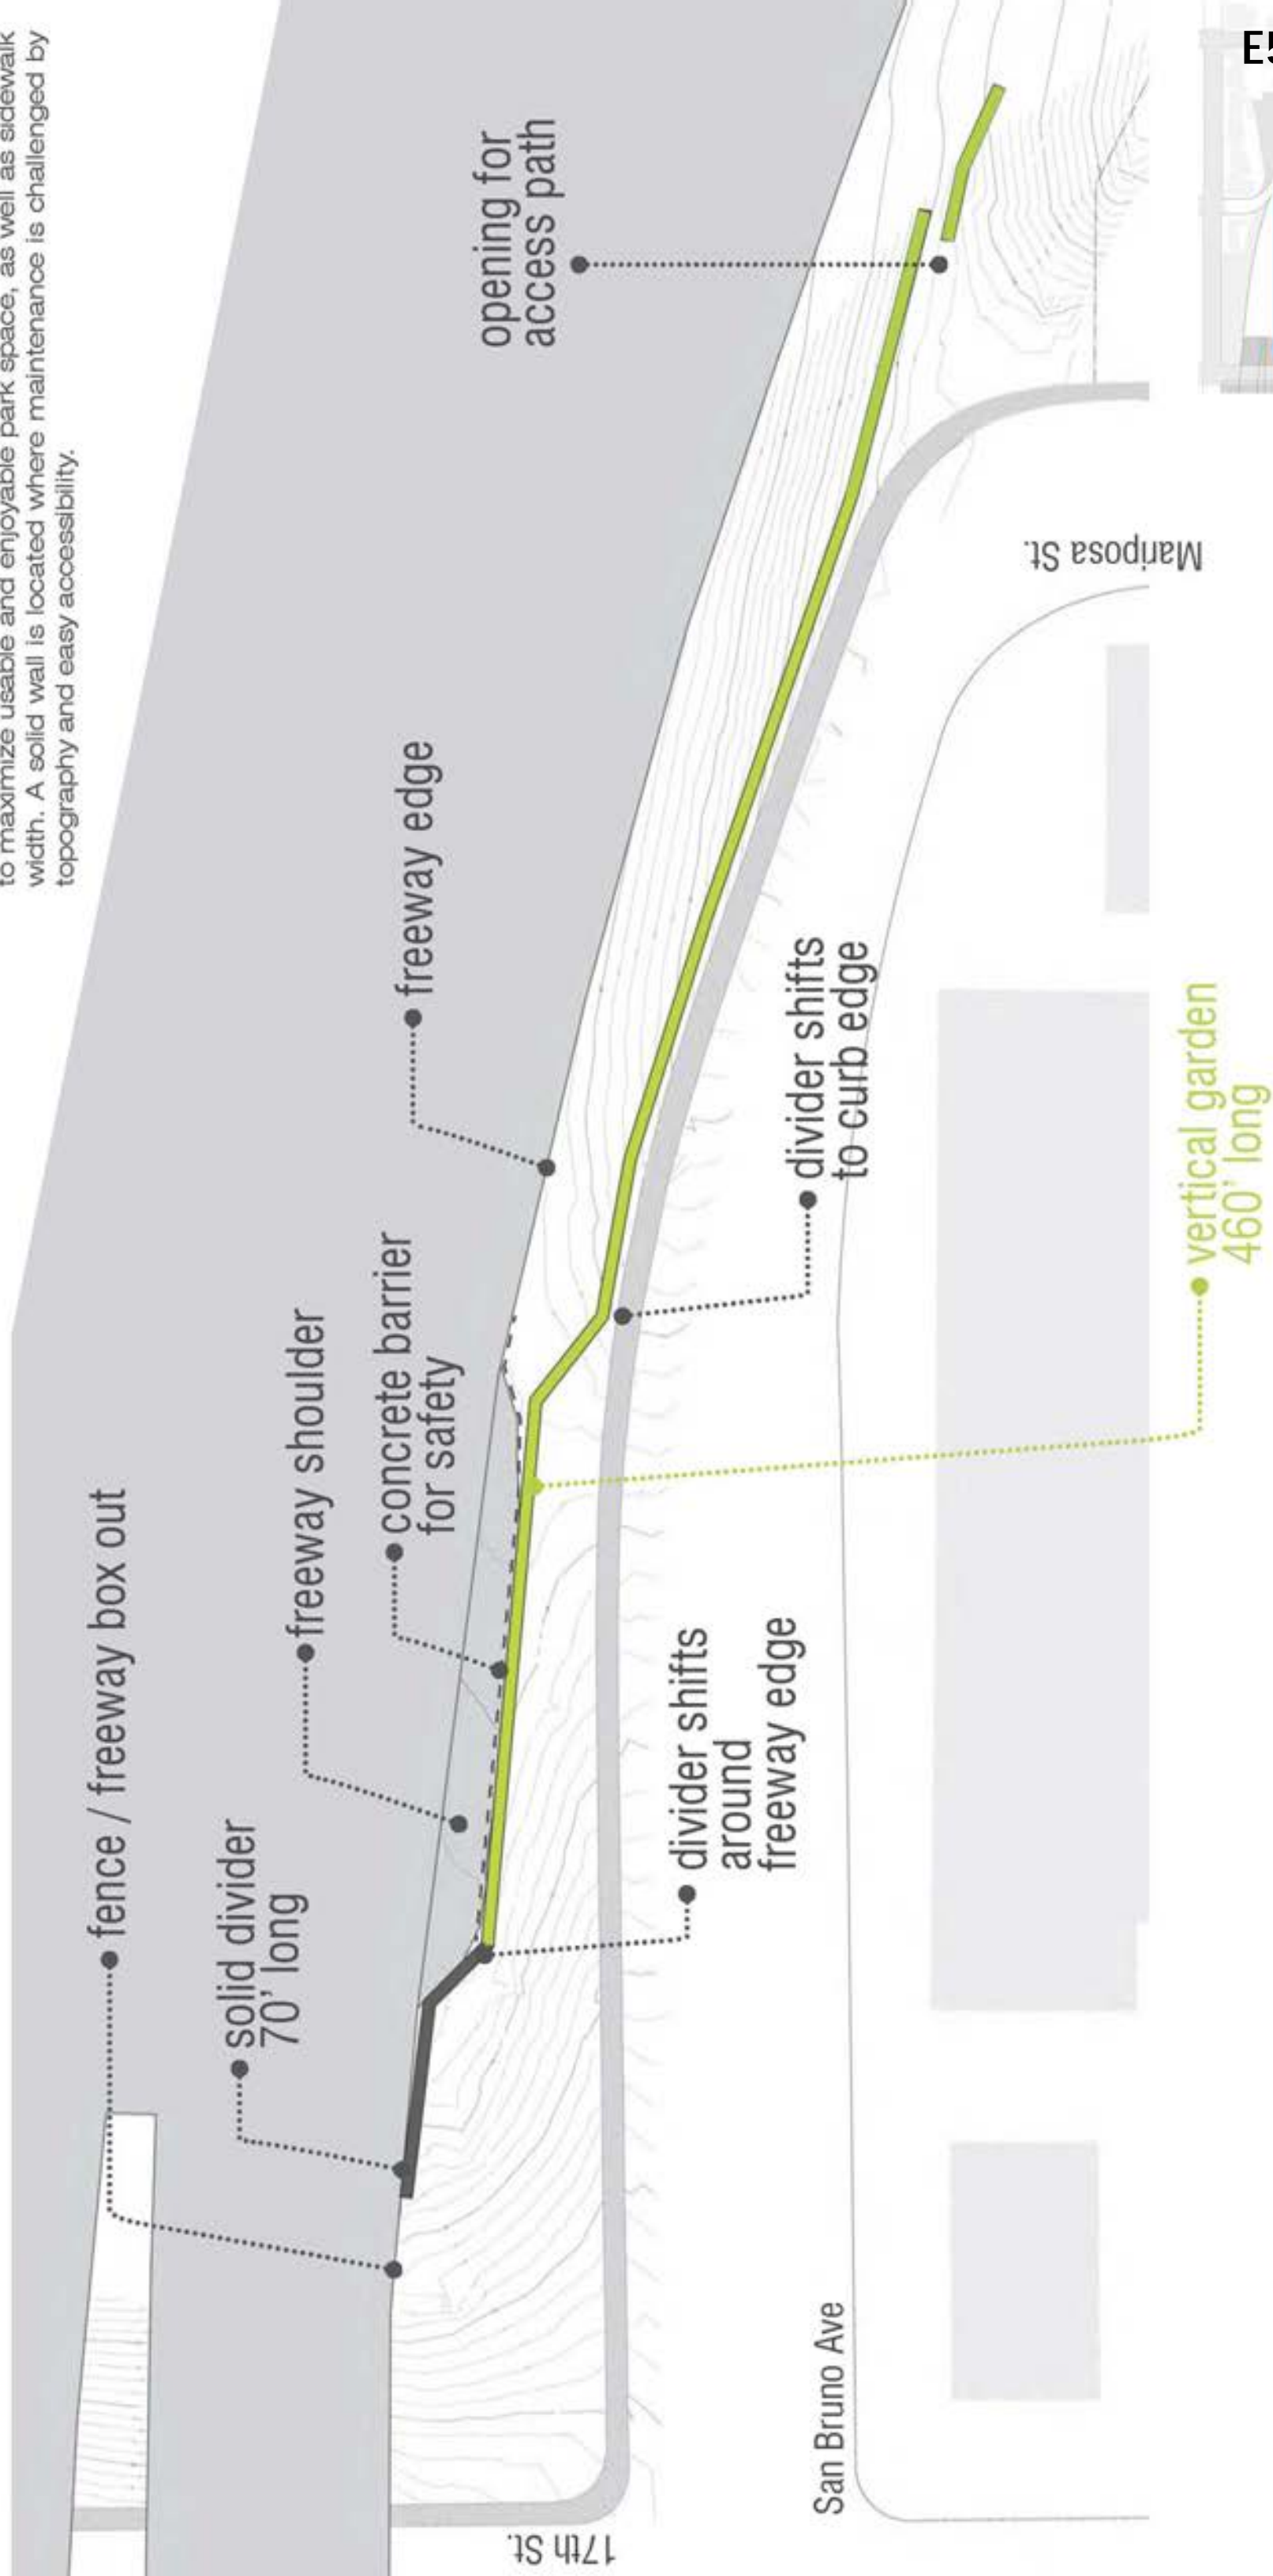 to maximize usable and enjoyable park space, as well as sidewalk
width. A solid wall is located where maintenance is challenged by
topography and easy accessibility.
fence / freeway box out
solid divider
70' long
freeway shoulder
concrete barrier
for safety
freeway edge
opening for
access path
divider shifts
around
freeway edge
divider shifts
to curb edge
vertical garden
460' long
17th St.
San Bruno Ave
Mariposa St.